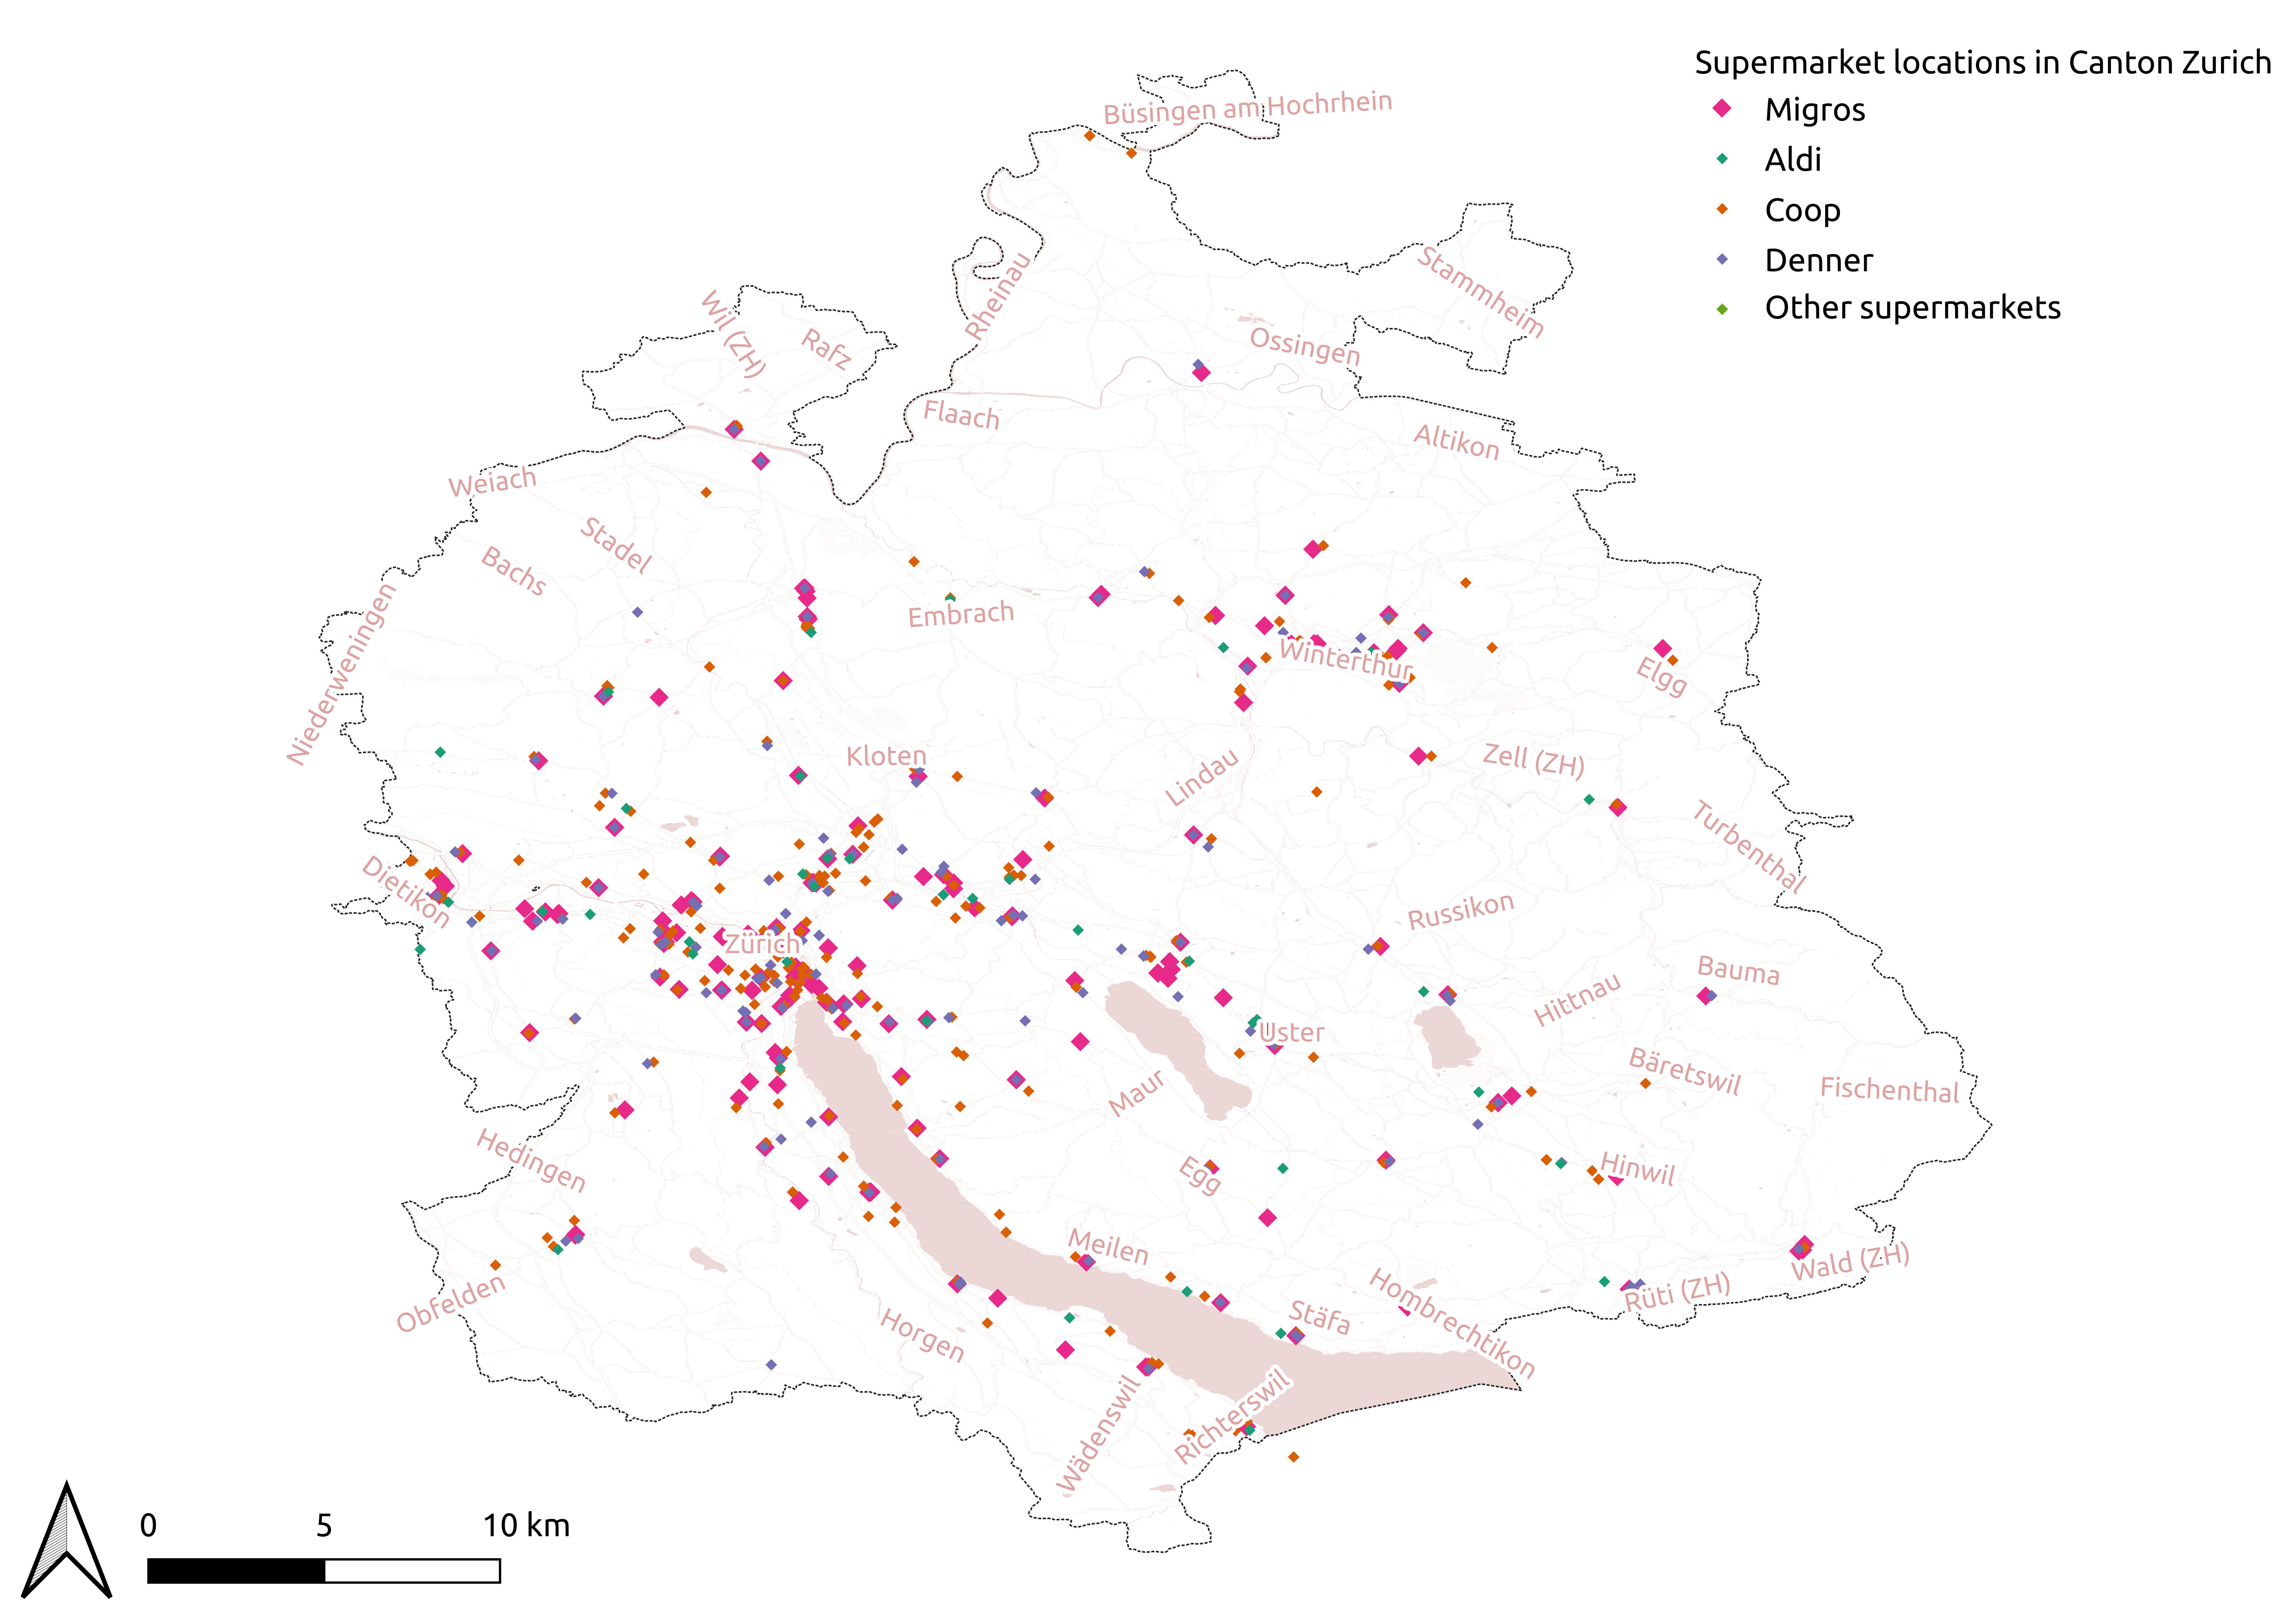 Supermarket locations in Canton Zurich
Migros
Aldi
Coop
Denner
Other supermarkets
Büsingen am Hochrhein
Stammheim
Rheinau
Wil (ZH)
Rafz
Ossingen
Flaach
Altikon
Weiach
Stadel
Bachs
Embrach
Niederweningen
Winterthur
Elgg
Kloten
Lindau
Zell (ZH)
Turbenthal
Dietikon
Russikon
Zürich
Bauma
Hittnau
Uster
Bäretswil
Fischenthal
Maur
Hedingen
Egg
Hinwil
Meilen
Wald (ZH)
Obfelden
Rüti (ZH)
Hombrechtikon
Stäfa
Horgen
Wädenswil
Richterswil
0 5 10 km